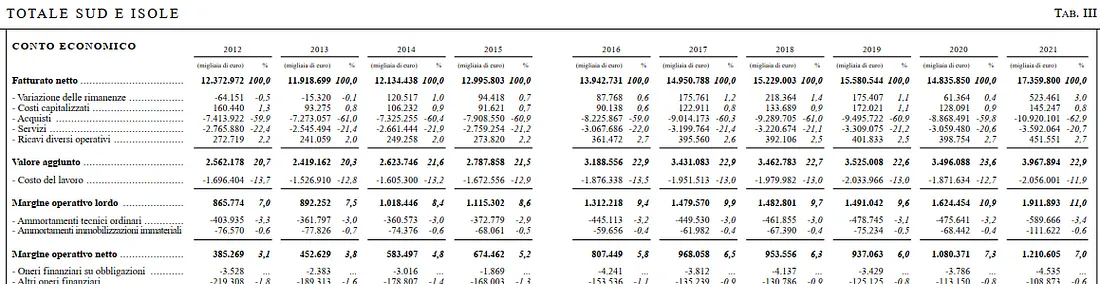 TOTALE SUD E ISOLE TAB. III
CONTO ECONOMICO 2012 2013 2014 2015 2016 2017 2018 2019 2020 2021
(migliaia di euro) % (migliaia di euro) % (migliaia di euro) % (migliaia di euro) % (migliaia di euro) % (migliaia di euro) % (migliaia di euro) % (migliaia di euro) % (migliaia di euro) % (migliaia di euro) %
Fatturato netto 12.372.972 100,0 11.918.699 100,0 12.134.438 100,0 12.995.803 100,0 13.942.731 100,0 14.950.788 100,0 15.229.003 100,0 15.580.544 100,0 14.835.850 100,0 17.359.800 100,0
- Variazione delle rimanenze -64.151 -0,5 -15.320 -0,1 120.517 1,0 94.418 0,7 87.768 0,6 175.761 1,2 218.364 1,4 175.407 1,1 61.364 0,4 523.461 3,0
- Costi capitalizzati 160.440 1,3 93.275 0,8 106.232 0,9 91.621 0,7 90.138 0,6 122.911 0,8 133.689 0,9 172.021 1,1 128.091 0,9 145.247 0,8
- Acquisti -7.413.922 -59,9 -7.273.057 -61,0 -7.325.255 -60,4 -7.908.550 -60,9 -8.225.867 -59,0 -9.014.173 -60,3 -9.289.705 -61,0 -9.495.722 -60,9 -8.868.491 -59,8 -10.920.101 -62,9
- Servizi -2.765.880 -22,4 -2.545.494 -21,4 -2.661.444 -21,9 -2.759.254 -21,2 -3.067.686 -22,0 -3.199.764 -21,4 -3.220.674 -21,1 -3.309.075 -21,2 -3.059.480 -20,6 -3.592.064 -20,7
- Ricavi diversi operativi 272.719 2,2 241.059 2,0 249.258 2,0 273.820 2,2 361.472 2,7 395.560 2,6 392.106 2,5 401.833 2,5 398.754 2,7 451.551 2,7
Valore aggiunto 2.562.178 20,7 2.419.162 20,3 2.623.746 21,6 2.787.858 21,5 3.188.556 22,9 3.431.083 22,9 3.462.783 22,7 3.525.008 22,6 3.496.088 23,6 3.967.894 22,9
- Costo del lavoro -1.696.404 -13,7 -1.526.910 -12,8 -1.605.300 -13,2 -1.672.556 -12,9 -1.876.338 -13,5 -1.951.513 -13,0 -1.979.982 -13,0 -2.033.966 -13,0 -1.871.634 -12,7 -2.056.001 -11,9
Margine operativo lordo 865.774 7,0 892.252 7,5 1.018.446 8,4 1.115.302 8,6 1.312.218 9,4 1.479.570 9,9 1.482.801 9,7 1.491.042 9,6 1.624.454 10,9 1.911.893 11,0
- Ammortamenti tecnici ordinari -403.935 -3,3 -361.797 -3,0 -360.573 -3,0 -372.779 -2,9 -445.113 -3,2 -449.530 -3,0 -461.855 -3,0 -478.745 -3,1 -475.641 -3,2 -589.666 -3,4
- Ammortamenti immobilizzazioni immateriali -76.570 -0,6 -77.826 -0,7 -74.376 -0,6 -68.061 -0,5 -59.656 -0,4 -61.982 -0,4 -67.390 -0,4 -75.234 -0,5 -68.442 -0,4 -111.622 -0,6
Margine operativo netto 385.269 3,1 452.629 3,8 583.497 4,8 674.462 5,2 807.449 5,8 968.058 6,5 953.556 6,3 937.063 6,0 1.080.371 7,3 1.210.605 7,0
- Oneri finanziari su obbligazioni -3.528 ... -2.383 ... -3.016 ... -1.869 ... -4.241 ... -3.812 ... -4.137 ... -3.429 ... -3.786 ... -4.535 ...
- Altri oneri finanziari -219.308 -1,8 -189.313 -1,6 -178.807 -1,4 -168.003 -1,3 -153.536 -1,1 -135.239 -0,9 -130.786 -0,9 -125.125 -0,8 -113.150 -0,8 -108.873 -0,6